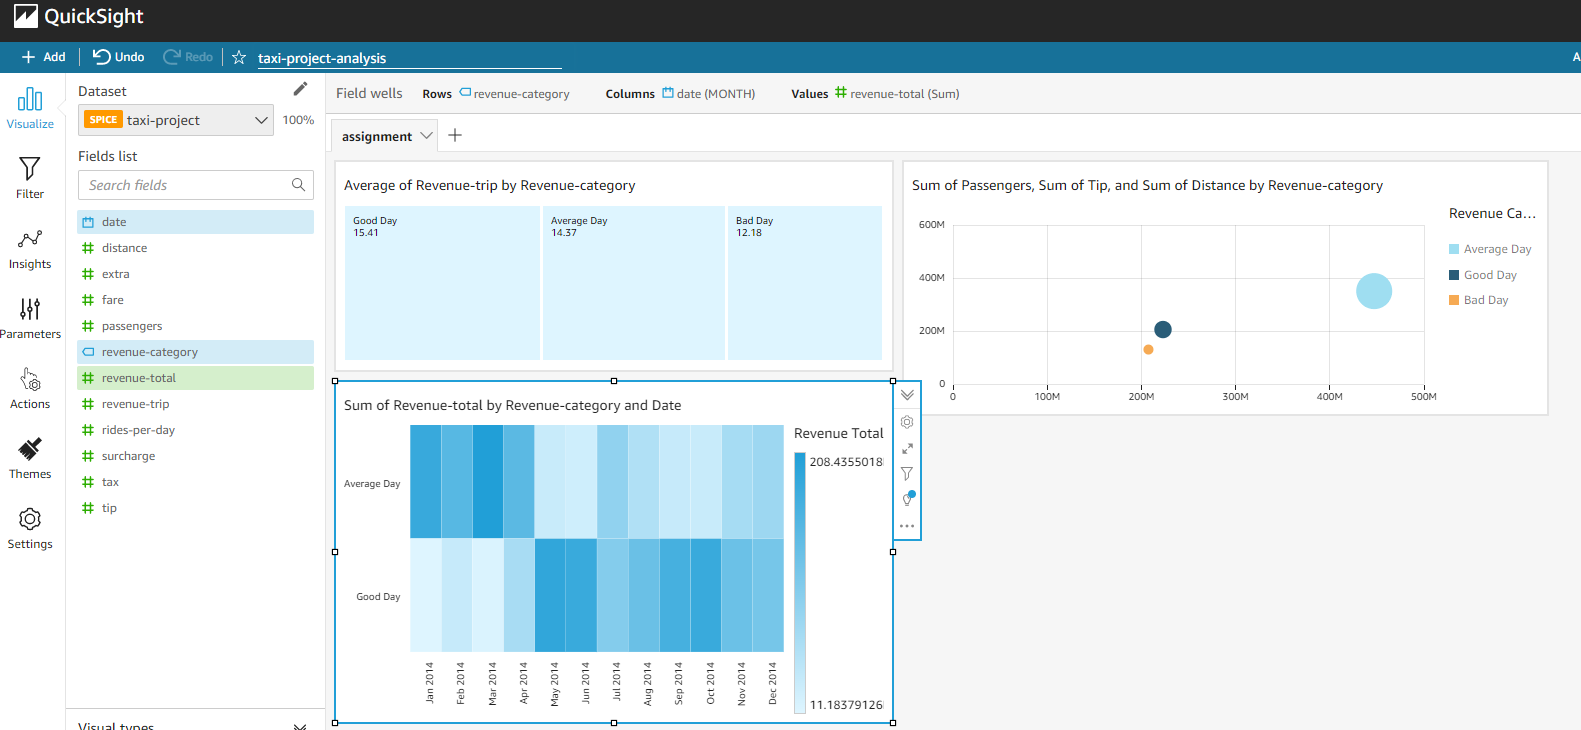 QuickSight
Add Undo Redo taxi-project-analysis A
Visualize
Filter
Insights
Parameters
Actions
Themes
Settings
Dataset
SPICE taxi-project 100%
Fields list
Search fields
date
distance
extra
fare
passengers
revenue-category
revenue-total
revenue-trip
rides-per-day
surcharge
tax
tip
Visual types
Field wells Rows revenue-category Columns date (MONTH) Values revenue-total (Sum)
assignment
Average of Revenue-trip by Revenue-category
Good Day Average Day Bad Day
15.41 14.37 12.18
Sum of Passengers, Sum of Tip, and Sum of Distance by Revenue-category
600M
400M
200M
0
0 100M 200M 300M 400M 500M
Revenue Ca...
Average Day
Good Day
Bad Day
Sum of Revenue-total by Revenue-category and Date
Average Day
Good Day
Jan 2014
Feb 2014
Mar 2014
Apr 2014
May 2014
Jun 2014
Jul 2014
Aug 2014
Sep 2014
Oct 2014
Nov 2014
Dec 2014
Revenue Total
208.4355018
11.18379126